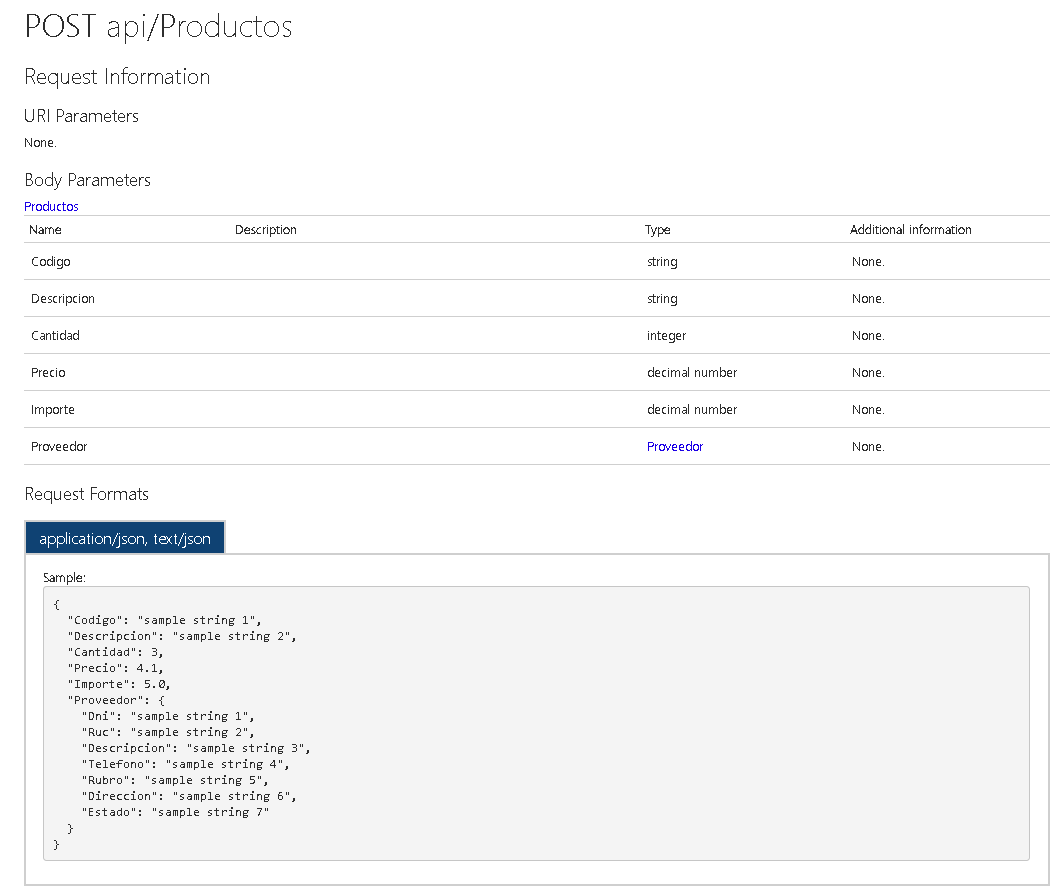 POST api/Productos
Request Information
URI Parameters
None.
Body Parameters
Productos
Name Description Type Additional information
Codigo string None.
Descripcion string None.
Cantidad integer None.
Precio decimal number None.
Importe decimal number None.
Proveedor Proveedor None.
Request Formats
application/json, text/json
Sample:
{
  "Codigo": "sample string 1",
  "Descripcion": "sample string 2",
  "Cantidad": 3,
  "Precio": 4.1,
  "Importe": 5.0,
  "Proveedor": {
    "Dni": "sample string 1",
    "Ruc": "sample string 2",
    "Descripcion": "sample string 3",
    "Telefono": "sample string 4",
    "Rubro": "sample string 5",
    "Direccion": "sample string 6",
    "Estado": "sample string 7"
  }
}